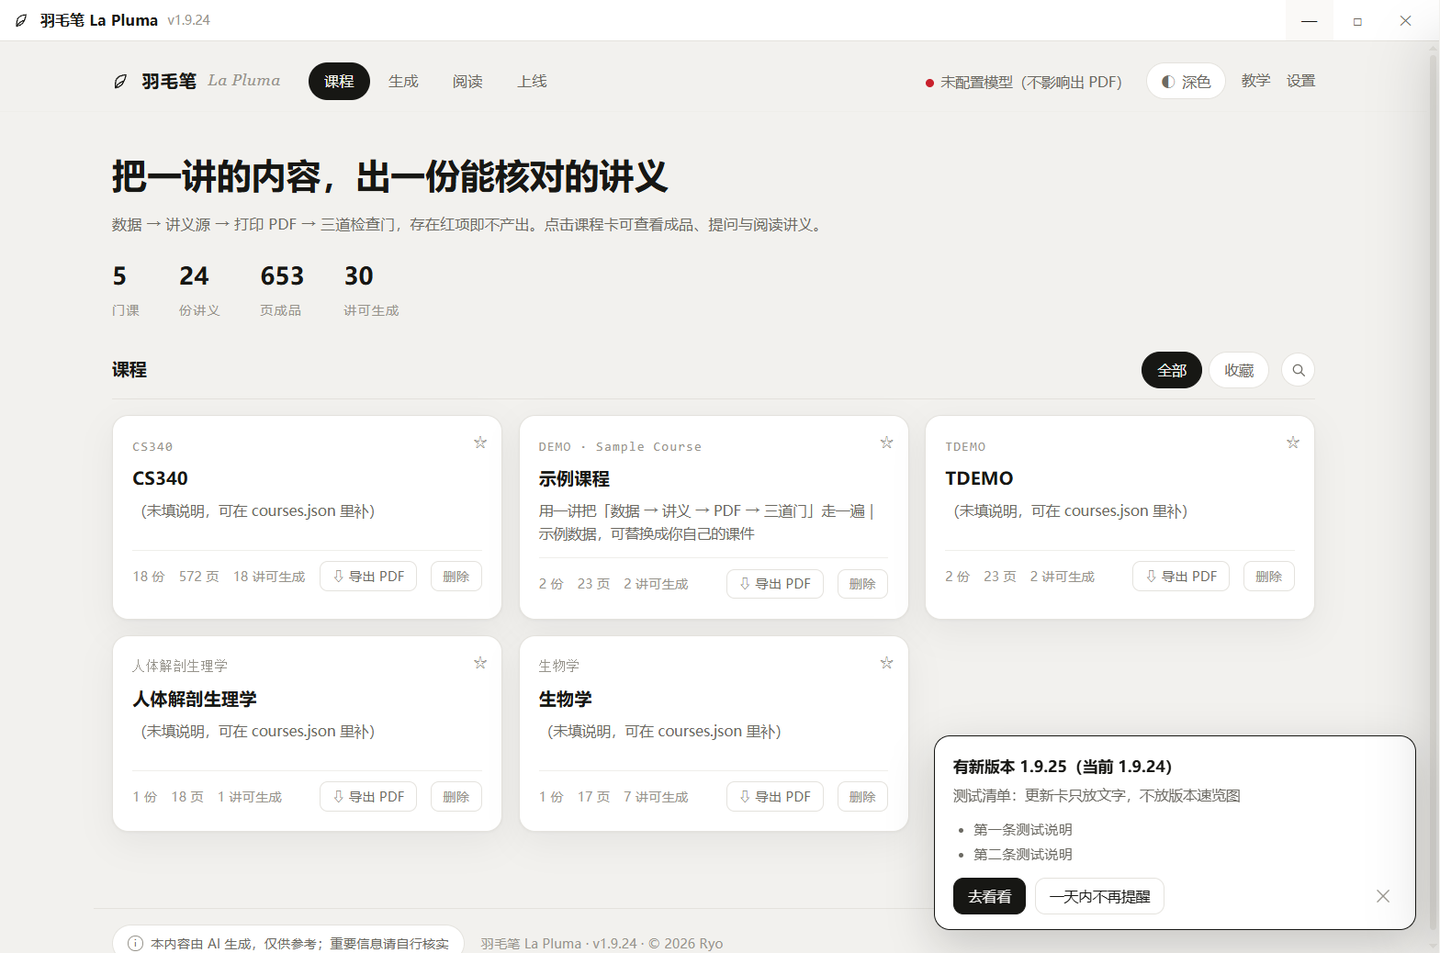 羽毛笔 La Pluma v1.9.24
羽毛笔 La Pluma 课程 生成 阅读 上线 未配置模型（不影响出 PDF） 深色 教学 设置
把一讲的内容，出一份能核对的讲义
数据 → 讲义源 → 打印 PDF → 三道检查门，存在红项即不产出。点击课程卡可查看成品、提问与阅读讲义。
5 24 653 30
门课 份讲义 页成品 讲可生成
课程 全部 收藏
CS340
CS340
（未填说明，可在 courses.json 里补）
18 份 572 页 18 讲可生成 导出 PDF 删除
DEMO · Sample Course
示例课程
用一讲把「数据 → 讲义 → PDF → 三道门」走一遍 |
示例数据，可替换成你自己的课件
2 份 23 页 2 讲可生成 导出 PDF 删除
TDEMO
TDEMO
（未填说明，可在 courses.json 里补）
2 份 23 页 2 讲可生成 导出 PDF 删除
人体解剖生理学
人体解剖生理学
（未填说明，可在 courses.json 里补）
1 份 18 页 1 讲可生成 导出 PDF 删除
生物学
生物学
（未填说明，可在 courses.json 里补）
1 份 17 页 7 讲可生成 导出 PDF 删除
有新版本 1.9.25（当前 1.9.24）
测试清单：更新卡只放文字，不放版本速览图
第一条测试说明
第二条测试说明
去看看 一天内不再提醒
本内容由 AI 生成，仅供参考；重要信息请自行核实 羽毛笔 La Pluma · v1.9.24 · © 2026 Ryo